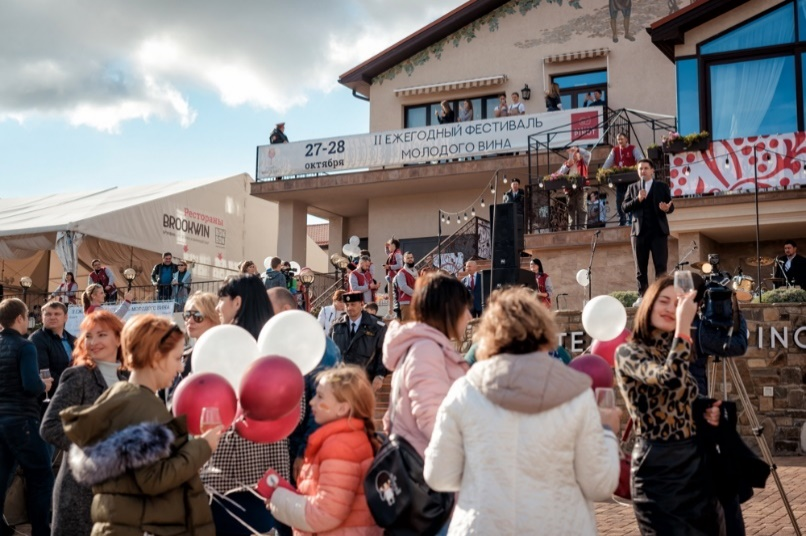 27-28
октября
II ЕЖЕГОДНЫЙ ФЕСТИВАЛЬ
МОЛОДОГО ВИНА
Рестораны
BROOKWIN